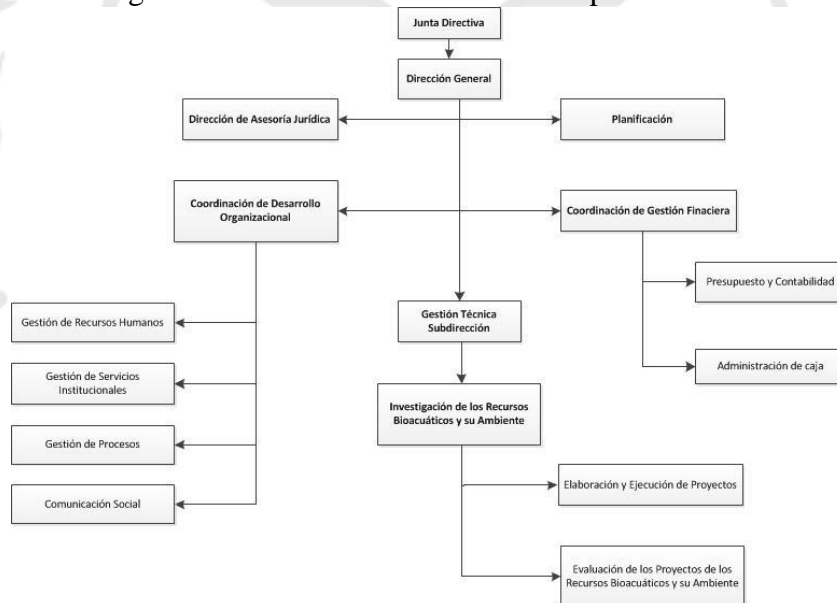 Junta Directiva
Dirección General
Dirección de Asesoría Jurídica
Planificación
Coordinación de Desarrollo
Organizacional
Coordinación de Gestión Finaciera
Presupuesto y Contabilidad
Gestión Técnica
Subdirección
Gestión de Recursos Humanos
Administración de caja
Gestión de Servicios
Institucionales
Investigación de los Recursos
Bioacuáticos y su Ambiente
Gestión de Procesos
Elaboración y Ejecución de Proyectos
Comunicación Social
Evaluación de los Proyectos de los
Recursos Bioacuáticos y su Ambiente